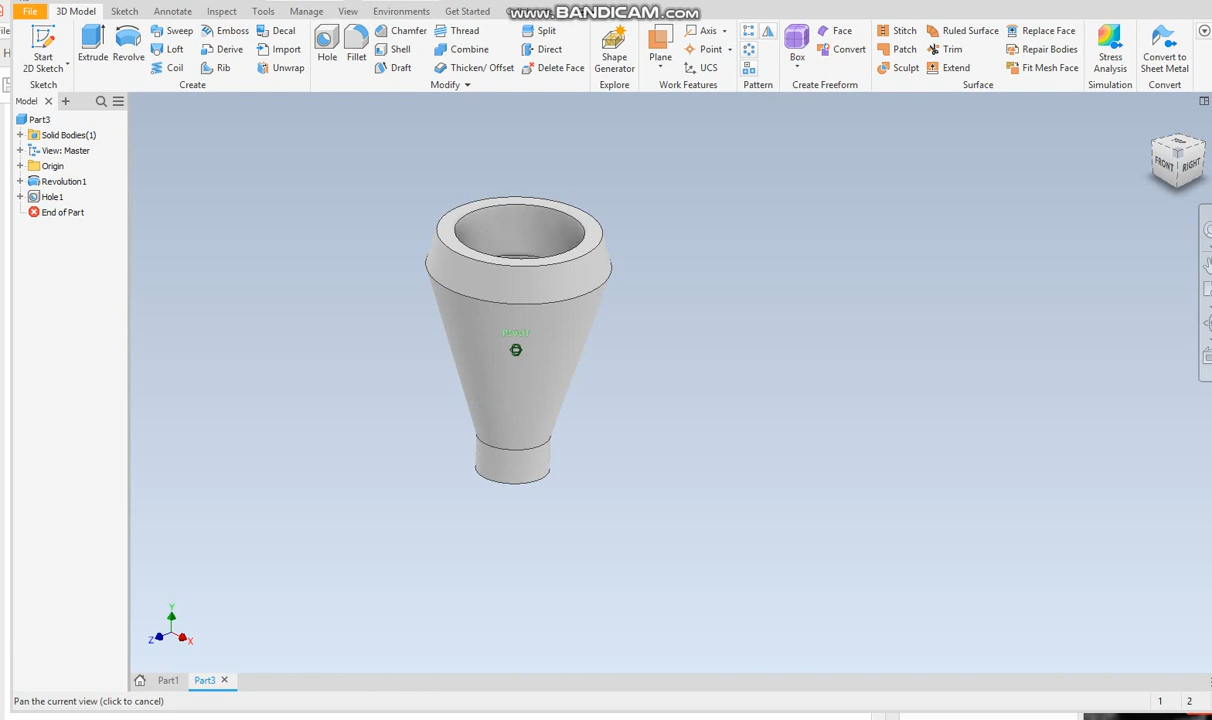 www.BANDICAM.com
File 3D Model Sketch Annotate Inspect Tools Manage View Environments Get Started
Start
2D Sketch
Extrude
Revolve
Sweep Emboss Decal
Loft Derive Import
Coil Rib Unwrap
Hole
Fillet
Chamfer Thread Split
Shell Combine Direct
Draft Thicken/ Offset Delete Face
Shape
Generator
Plane
Axis
Point
UCS
Box
Face
Convert
Stitch Ruled Surface Replace Face
Patch Trim Repair Bodies
Sculpt Extend Fit Mesh Face
Stress
Analysis
Convert to
Sheet Metal
Sketch Create Modify Explore Work Features Pattern Create Freeform Surface Simulation Convert
Model
Part3
Solid Bodies(1)
View: Master
Origin
Revolution1
Hole1
End of Part
FRONT RIGHT
Y
Z X
Part1 Part3
Pan the current view (click to cancel)
1 2